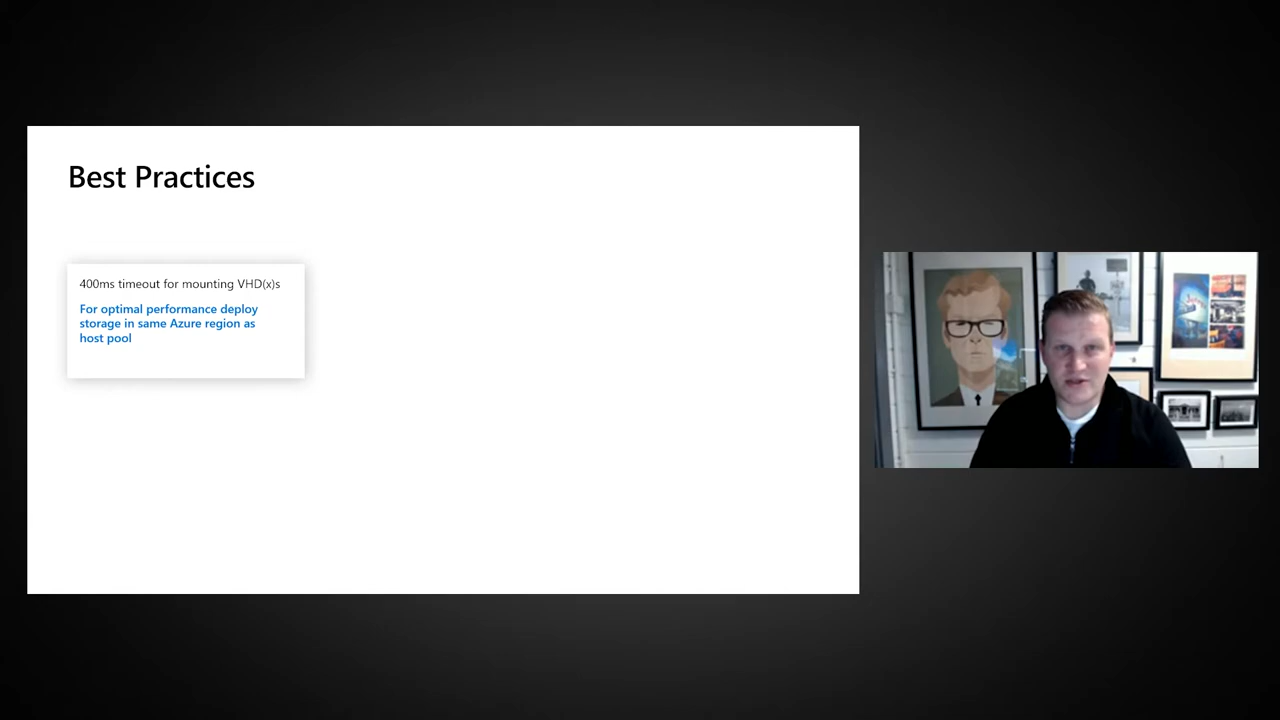 Best Practices
400ms timeout for mounting VHD(x)s
For optimal performance deploy
storage in same Azure region as
host pool